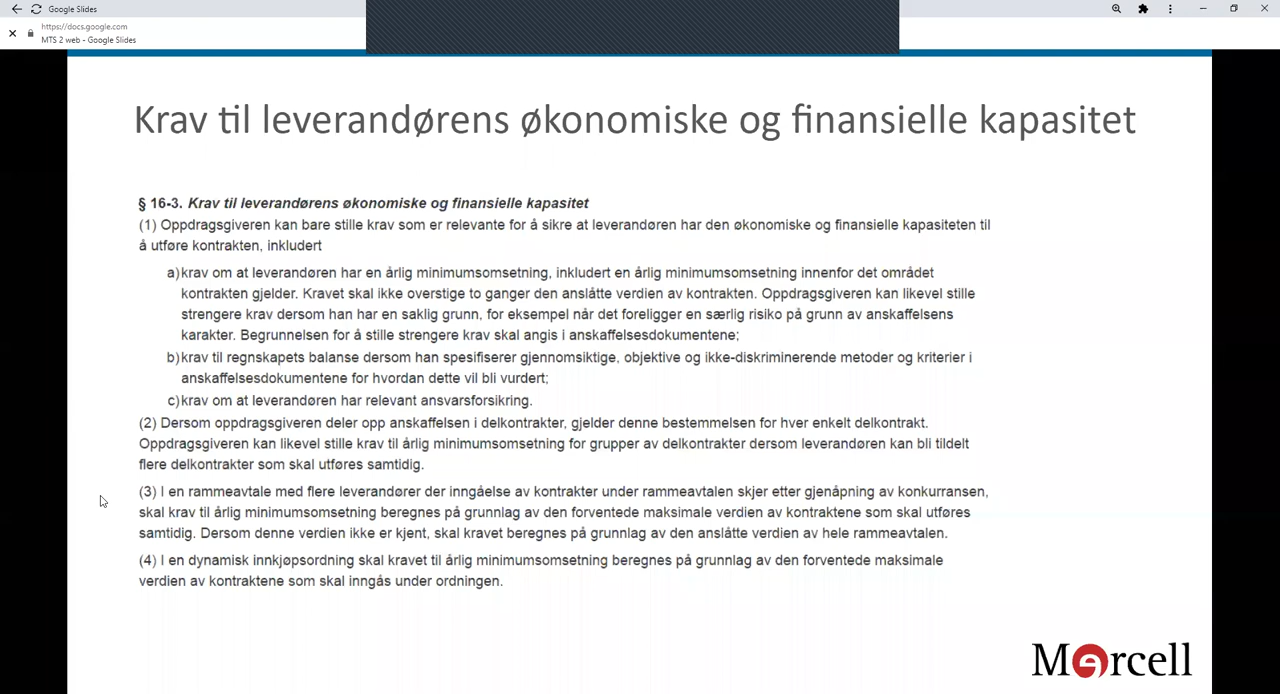 Google Slides
https://docs.google.com
MTS 2 web - Google Slides
Krav til leverandørens økonomiske og finansielle kapasitet
§ 16-3. Krav til leverandørens økonomiske og finansielle kapasitet
(1) Oppdragsgiveren kan bare stille krav som er relevante for å sikre at leverandøren har den økonomiske og finansielle kapasiteten til
å utføre kontrakten, inkludert
a) krav om at leverandøren har en årlig minimumsomsetning, inkludert en årlig minimumsomsetning innenfor det området
kontrakten gjelder. Kravet skal ikke overstige to ganger den anslåtte verdien av kontrakten. Oppdragsgiveren kan likevel stille
strengere krav dersom han har en saklig grunn, for eksempel når det foreligger en særlig risiko på grunn av anskaffelsens
karakter. Begrunnelsen for å stille strengere krav skal angis i anskaffelsesdokumentene;
b) krav til regnskapets balanse dersom han spesifiserer gjennomsiktige, objektive og ikke-diskriminerende metoder og kriterier i
anskaffelsesdokumentene for hvordan dette vil bli vurdert;
c) krav om at leverandøren har relevant ansvarsforsikring.
(2) Dersom oppdragsgiveren deler opp anskaffelsen i delkontrakter, gjelder denne bestemmelsen for hver enkelt delkontrakt.
Oppdragsgiveren kan likevel stille krav til årlig minimumsomsetning for grupper av delkontrakter dersom leverandøren kan bli tildelt
flere delkontrakter som skal utføres samtidig.
(3) I en rammeavtale med flere leverandører der inngåelse av kontrakter under rammeavtalen skjer etter gjenåpning av konkurransen,
skal krav til årlig minimumsomsetning beregnes på grunnlag av den forventede maksimale verdien av kontraktene som skal utføres
samtidig. Dersom denne verdien ikke er kjent, skal kravet beregnes på grunnlag av den anslåtte verdien av hele rammeavtalen.
(4) I en dynamisk innkjøpsordning skal kravet til årlig minimumsomsetning beregnes på grunnlag av den forventede maksimale
verdien av kontraktene som skal inngås under ordningen.
Mercell